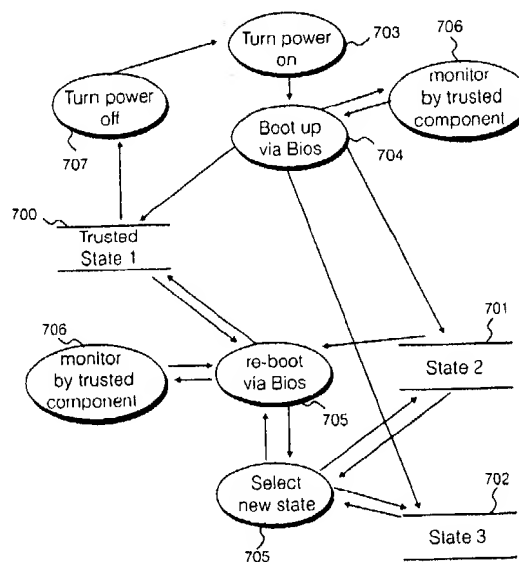 Turn power
on
703
706
monitor
by trusted
component
Turn power
off
707
Boot up
via Bios
704
700
Trusted
State 1
701
State 2
706
monitor
by trusted
component
re-boot
via Bios
705
Select
new state
705
702
State 3